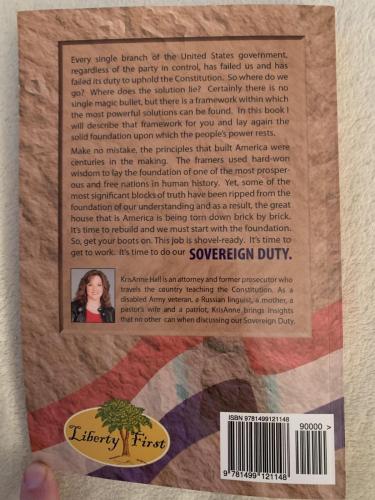 Every single branch of the United States government,
regardless of the party in control, has failed us and has
failed its duty to uphold the Constitution. So where do we
go? Where does the solution lie? Certainly there is no
single magic bullet, but there is a framework within which
the most powerful solutions can be found. In this book I
will describe that framework for you and lay again the
solid foundation upon which the people's power rests.
Make no mistake, the principles that built America were
centuries in the making. The framers used hard-won
wisdom to lay the foundation of one of the most prosper-
ous and free nations in human history. Yet, some of the
most significant blocks of truth have been ripped from the
foundation of our understanding and as a result, the great
house that is America is being torn down brick by brick.
It's time to rebuild and we must start with the foundation.
So, get your boots on. This job is shovel-ready. It's time to
get to work. It's time to do our SOVEREIGN DUTY.
KrisAnne Hall is an attorney and former prosecutor who
travels the country teaching the Constitution. As a
disabled Army veteran, a Russian linguist, a mother, a
pastor's wife and a patriot, KrisAnne brings insights
that no other can when discussing our Sovereign Duty.
Liberty First
ISBN 9781499121148
90000 >
9 781499 121148